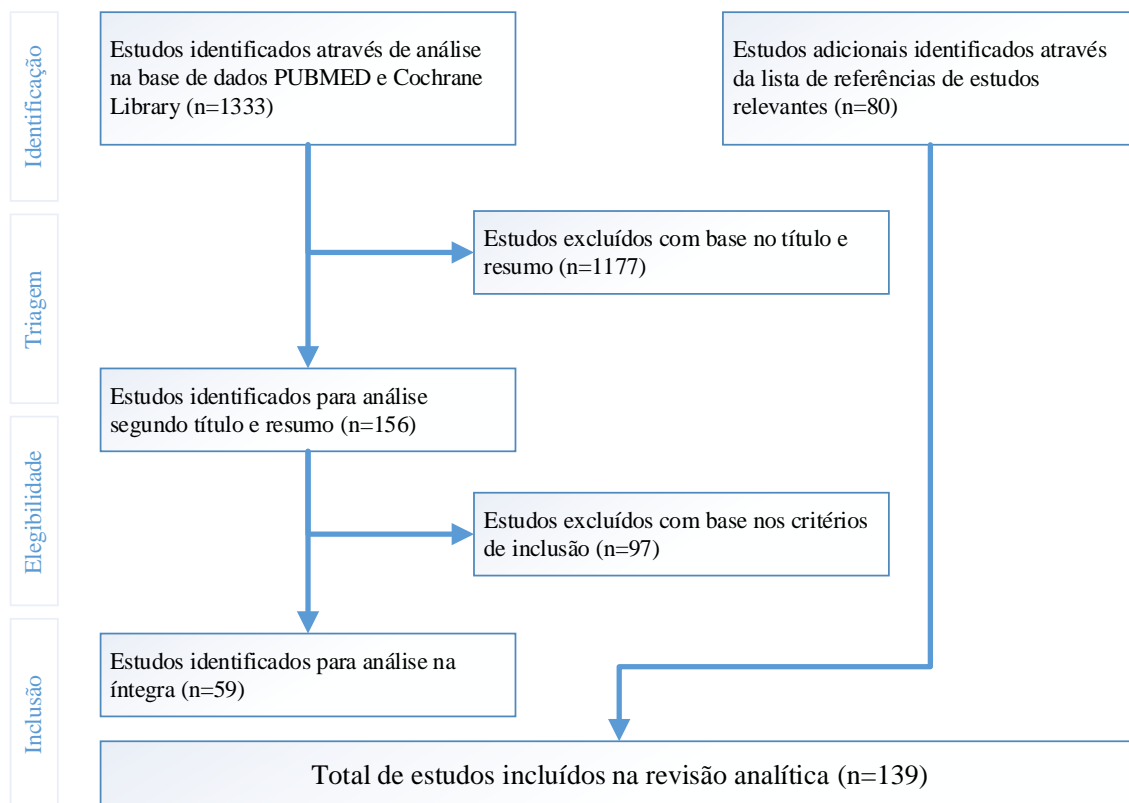 Identificação
Estudos identificados através de análise
na base de dados PUBMED e Cochrane
Library (n=1333)
Estudos adicionais identificados através
da lista de referências de estudos
relevantes (n=80)
Triagem
Estudos excluídos com base no título e
resumo (n=1177)
Estudos identificados para análise
segundo título e resumo (n=156)
Elegibilidade
Estudos excluídos com base nos critérios
de inclusão (n=97)
Inclusão
Estudos identificados para análise na
íntegra (n=59)
Total de estudos incluídos na revisão analítica (n=139)